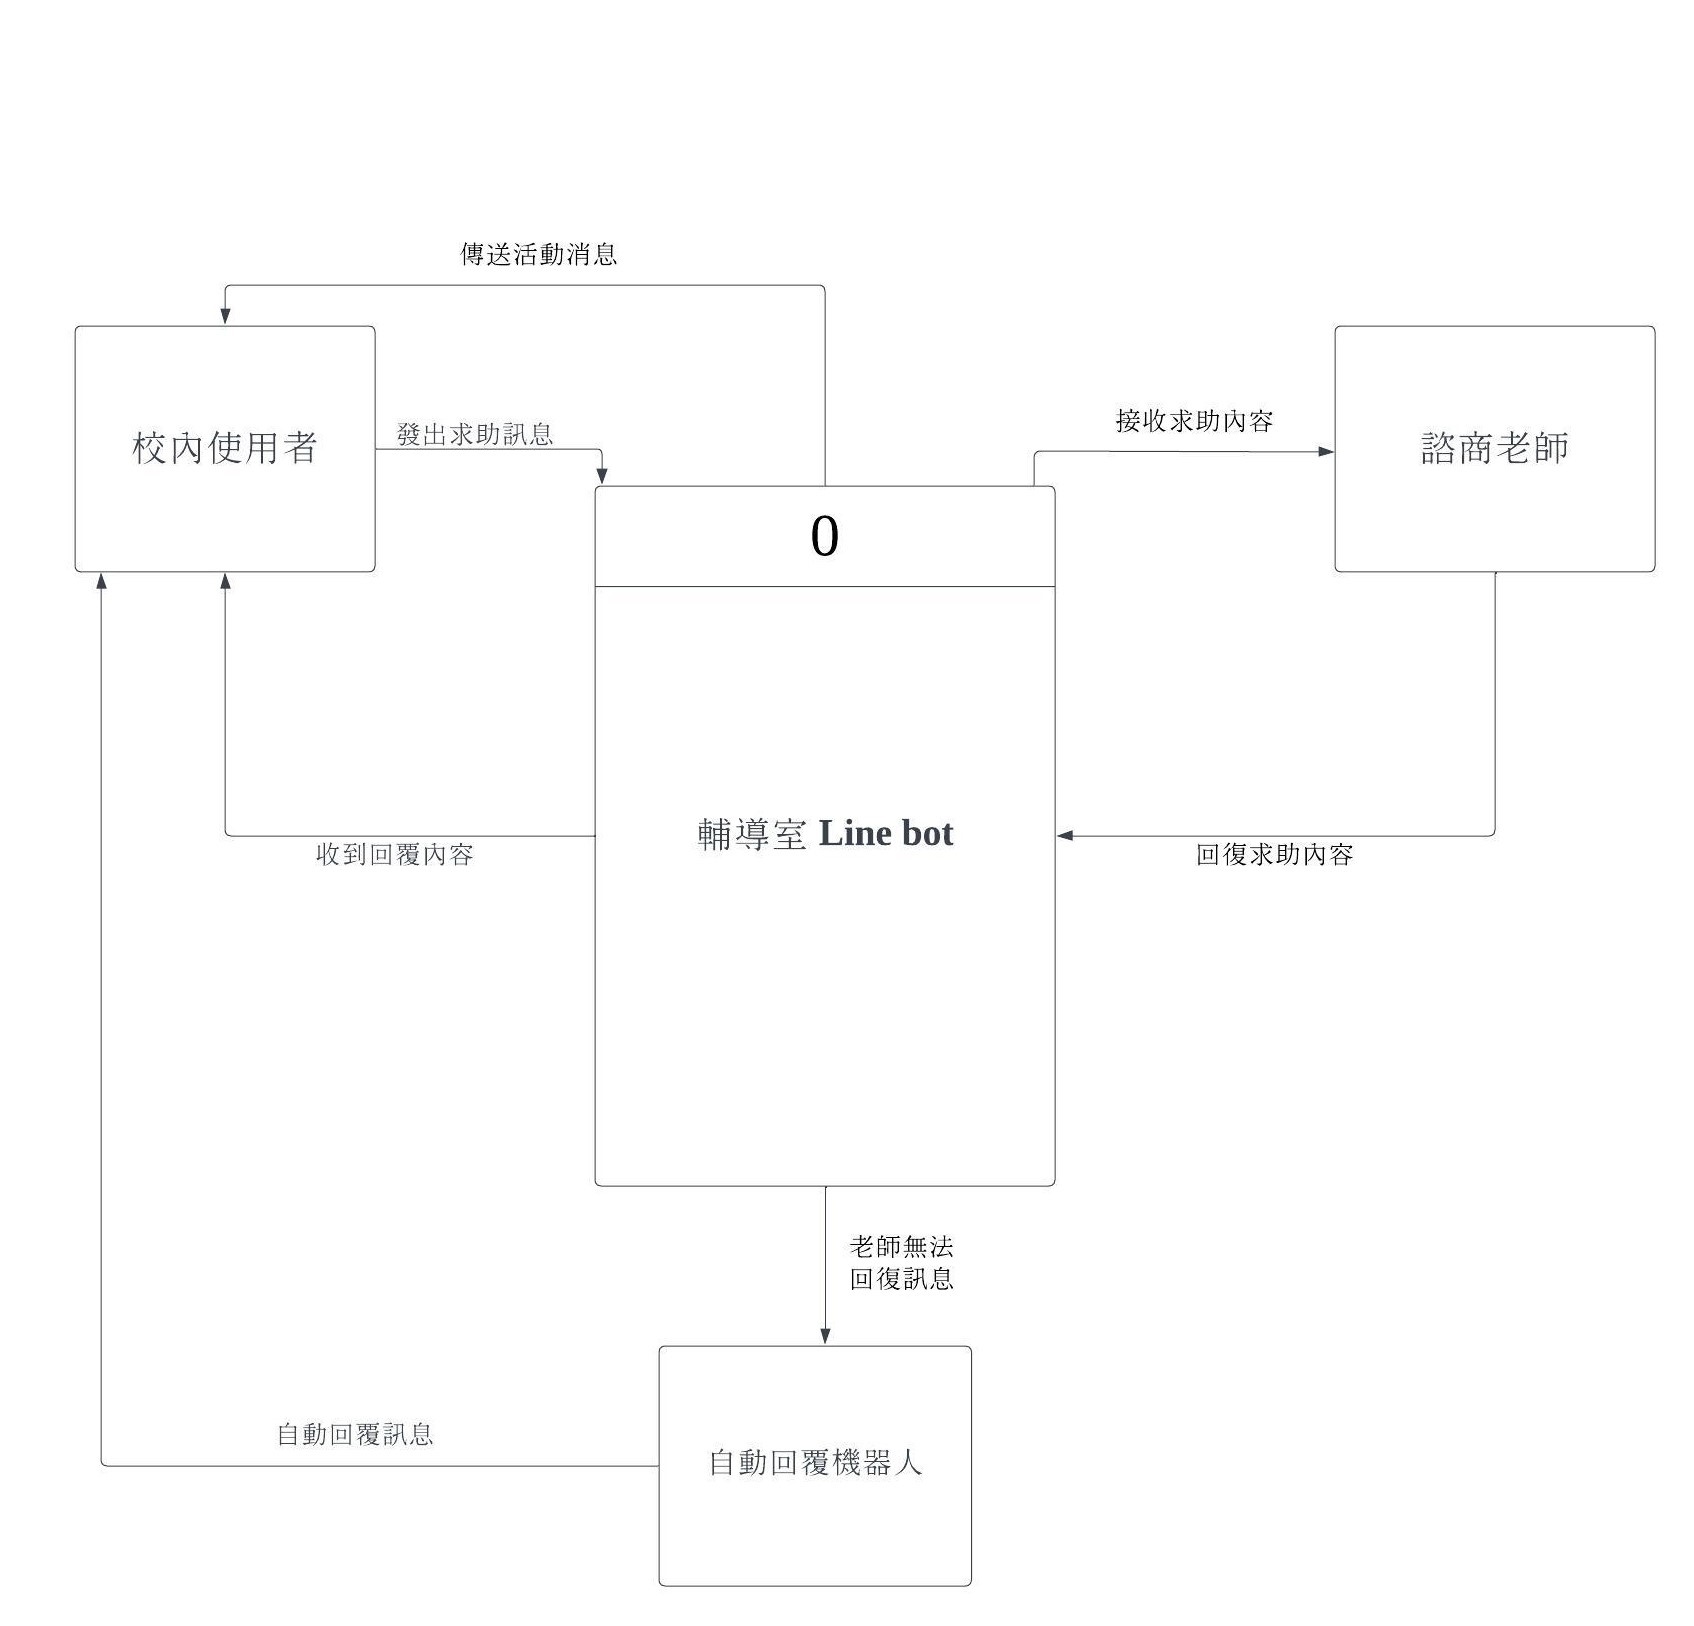 傳送活動消息
校內使用者
發出求助訊息
接收求助內容
諮商老師
0
輔導室 Line bot
收到回覆內容
回復求助內容
老師無法
回復訊息
自動回覆訊息
自動回覆機器人